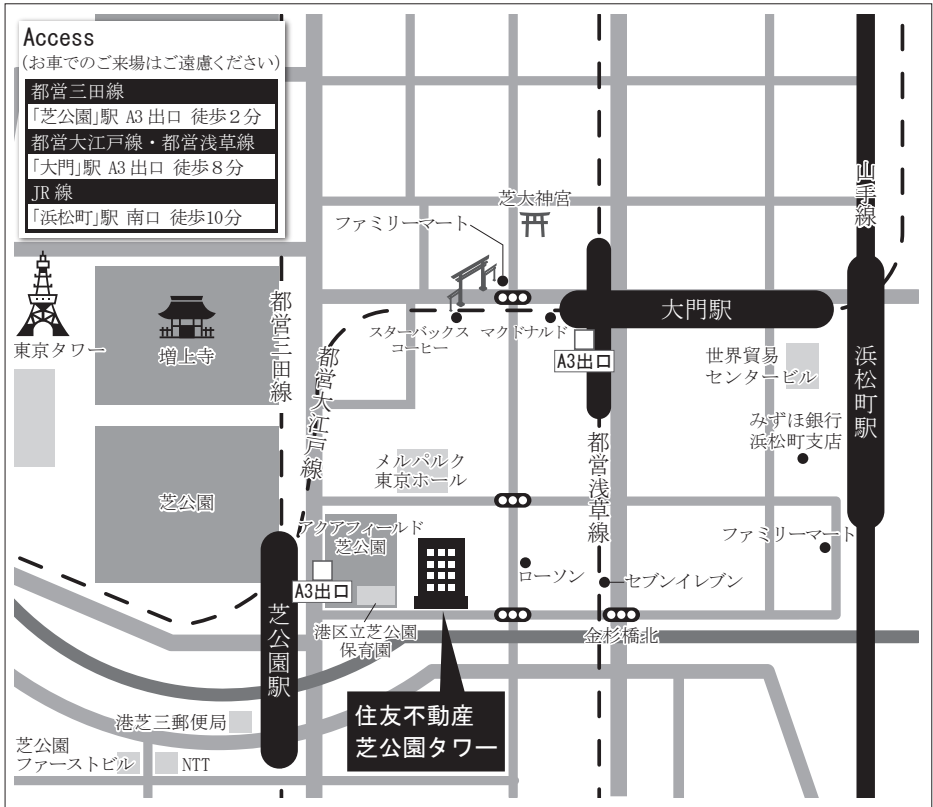 Access
(お車でのご来場はご遠慮ください)
都営三田線
「芝公園」駅 A3 出口 徒歩２分
都営大江戸線・都営浅草線
「大門」駅 A3 出口 徒歩８分
JR 線
「浜松町」駅 南口 徒歩10分
山手線
芝大神宮
ファミリーマート
東京タワー
増上寺
都営三田線
都営大江戸線
スターバックス
コーヒー
マクドナルド
大門駅
A3出口
世界貿易
センタービル
浜松町駅
みずほ銀行
浜松町支店
都営浅草線
メルパルク
東京ホール
芝公園
アクアフィールド
芝公園
A3出口
ローソン
セブンイレブン
ファミリーマート
港区立芝公園
保育園
金杉橋北
芝公園駅
住友不動産
芝公園タワー
港芝三郵便局
芝公園
ファーストビル
NTT